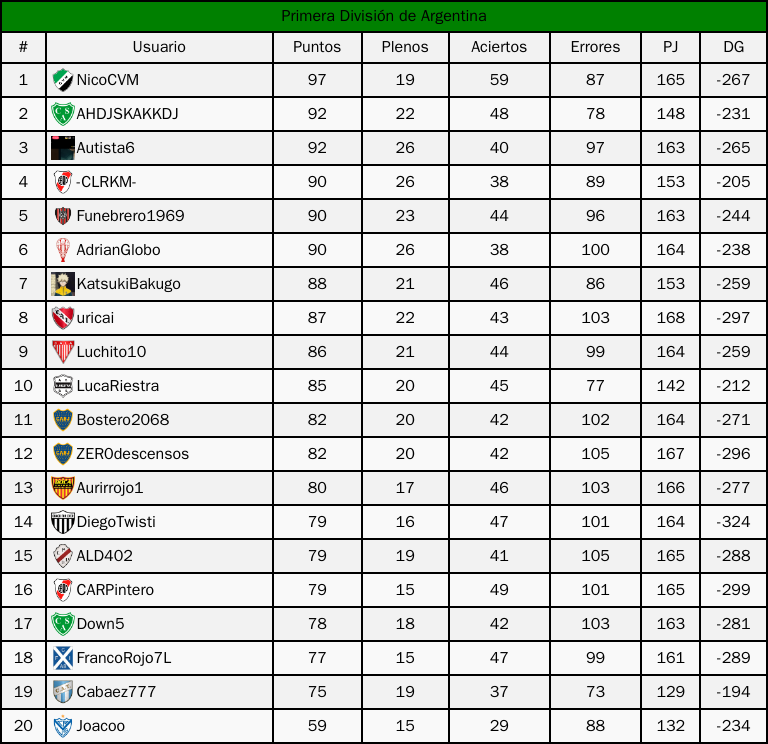 Primera División de Argentina
# Usuario Puntos Plenos Aciertos Errores PJ DG
1 NicoCVM 97 19 59 87 165 -267
2 AHDJSKAKKDJ 92 22 48 78 148 -231
3 Autista6 92 26 40 97 163 -265
4 -CLRKM- 90 26 38 89 153 -205
5 Funebrero1969 90 23 44 96 163 -244
6 AdrianGlobo 90 26 38 100 164 -238
7 KatsukiBakugo 88 21 46 86 153 -259
8 uricai 87 22 43 103 168 -297
9 Luchito10 86 21 44 99 164 -259
10 LucaRiestra 85 20 45 77 142 -212
11 Bostero2068 82 20 42 102 164 -271
12 ZER0descensos 82 20 42 105 167 -296
13 Aurirrojo1 80 17 46 103 166 -277
14 DiegoTwisti 79 16 47 101 164 -324
15 ALD402 79 19 41 105 165 -288
16 CARPintero 79 15 49 101 165 -299
17 Down5 78 18 42 103 163 -281
18 FrancoRojo7L 77 15 47 99 161 -289
19 Cabaez777 75 19 37 73 129 -194
20 Joacoo 59 15 29 88 132 -234